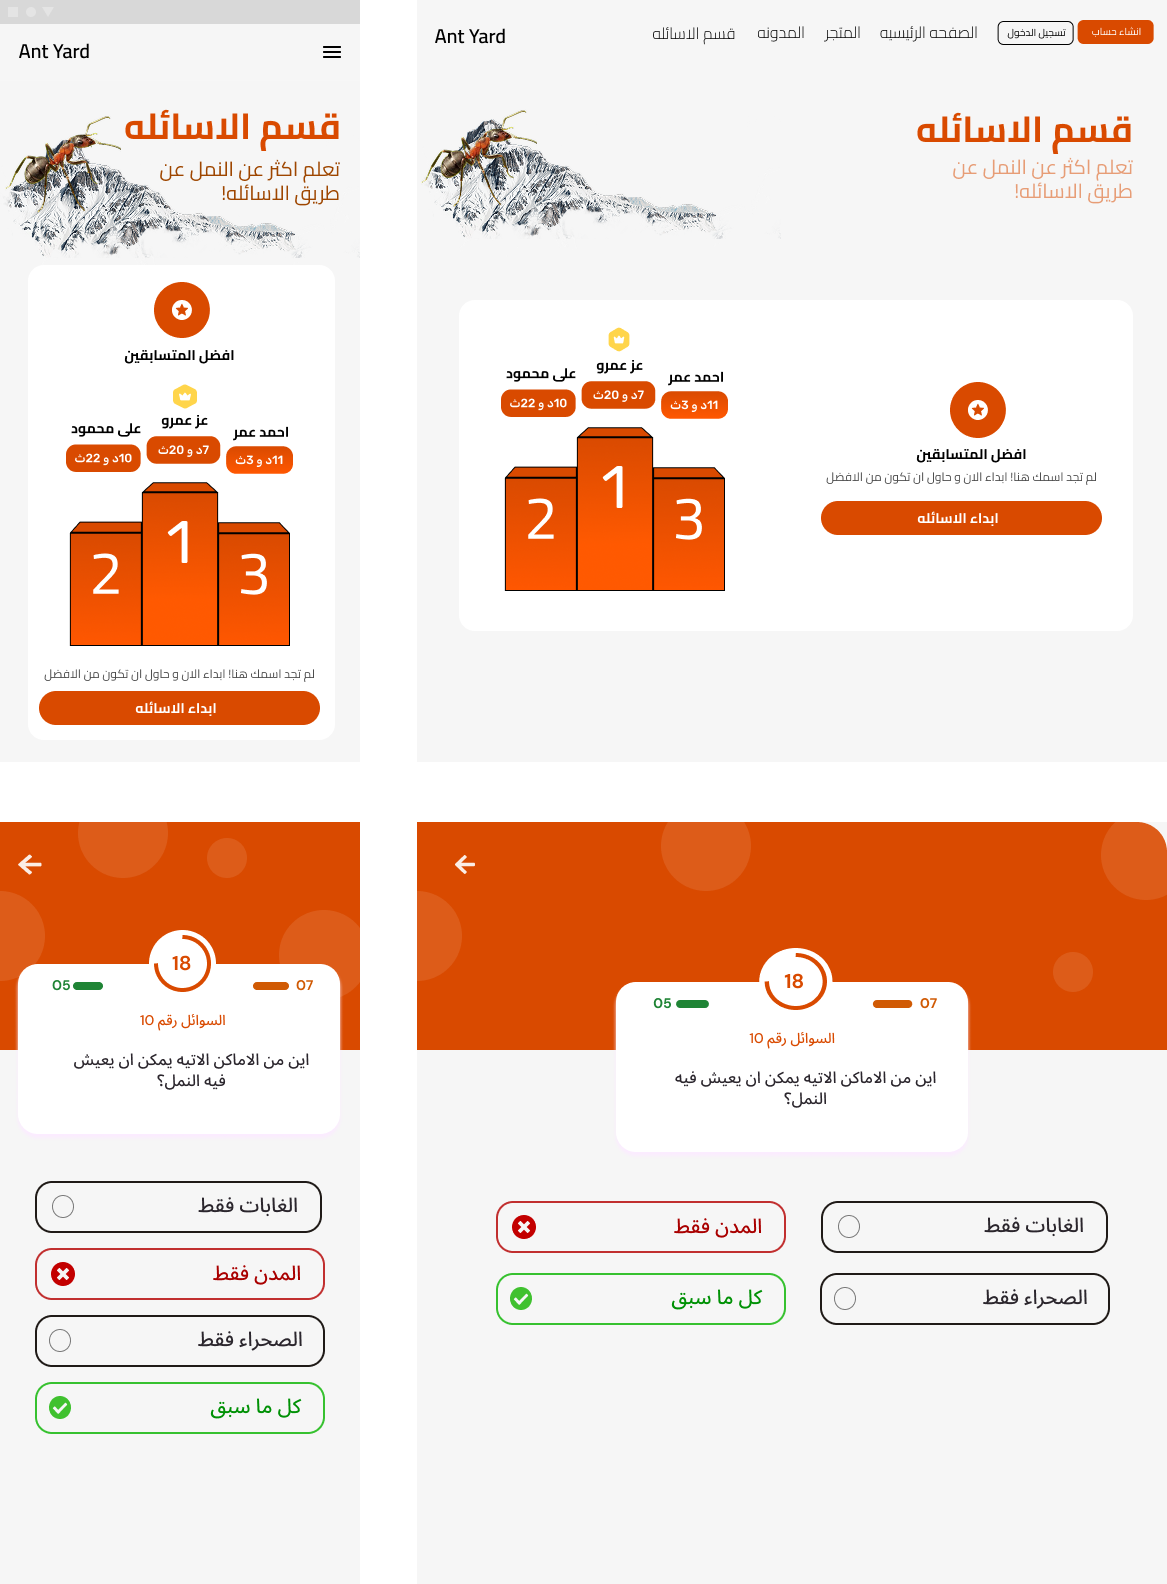 Ant Yard
قسم الاسائله
تعلم اكثر عن النمل عن
طريق الاسائله!
افضل المتسابقين
عز عمرو
على محمود
احمد عمر
7د و 20ث
10د و 22ث
11د و 3ث
1
2
3
لم تجد اسمك هنا! ابداء الان و حاول ان تكون من الافضل
ابداء الاسائله
Ant Yard
قسم الاسائله
المدونه
المتجر
الصفحه الرئيسيه
تسجيل الدخول
انشاء حساب
قسم الاسائله
تعلم اكثر عن النمل عن
طريق الاسائله!
عز عمرو
على محمود
احمد عمر
7د و 20ث
10د و 22ث
11د و 3ث
1
2
3
افضل المتسابقين
لم تجد اسمك هنا! ابداء الان و حاول ان تكون من الافضل
ابداء الاسائله
18
05
07
السوائل رقم 10
اين من الاماكن الاتيه يمكن ان يعيش
فيه النمل؟
الغابات فقط
المدن فقط
الصحراء فقط
كل ما سبق
18
05
07
السوائل رقم 10
اين من الاماكن الاتيه يمكن ان يعيش فيه
النمل؟
الغابات فقط
المدن فقط
الصحراء فقط
كل ما سبق